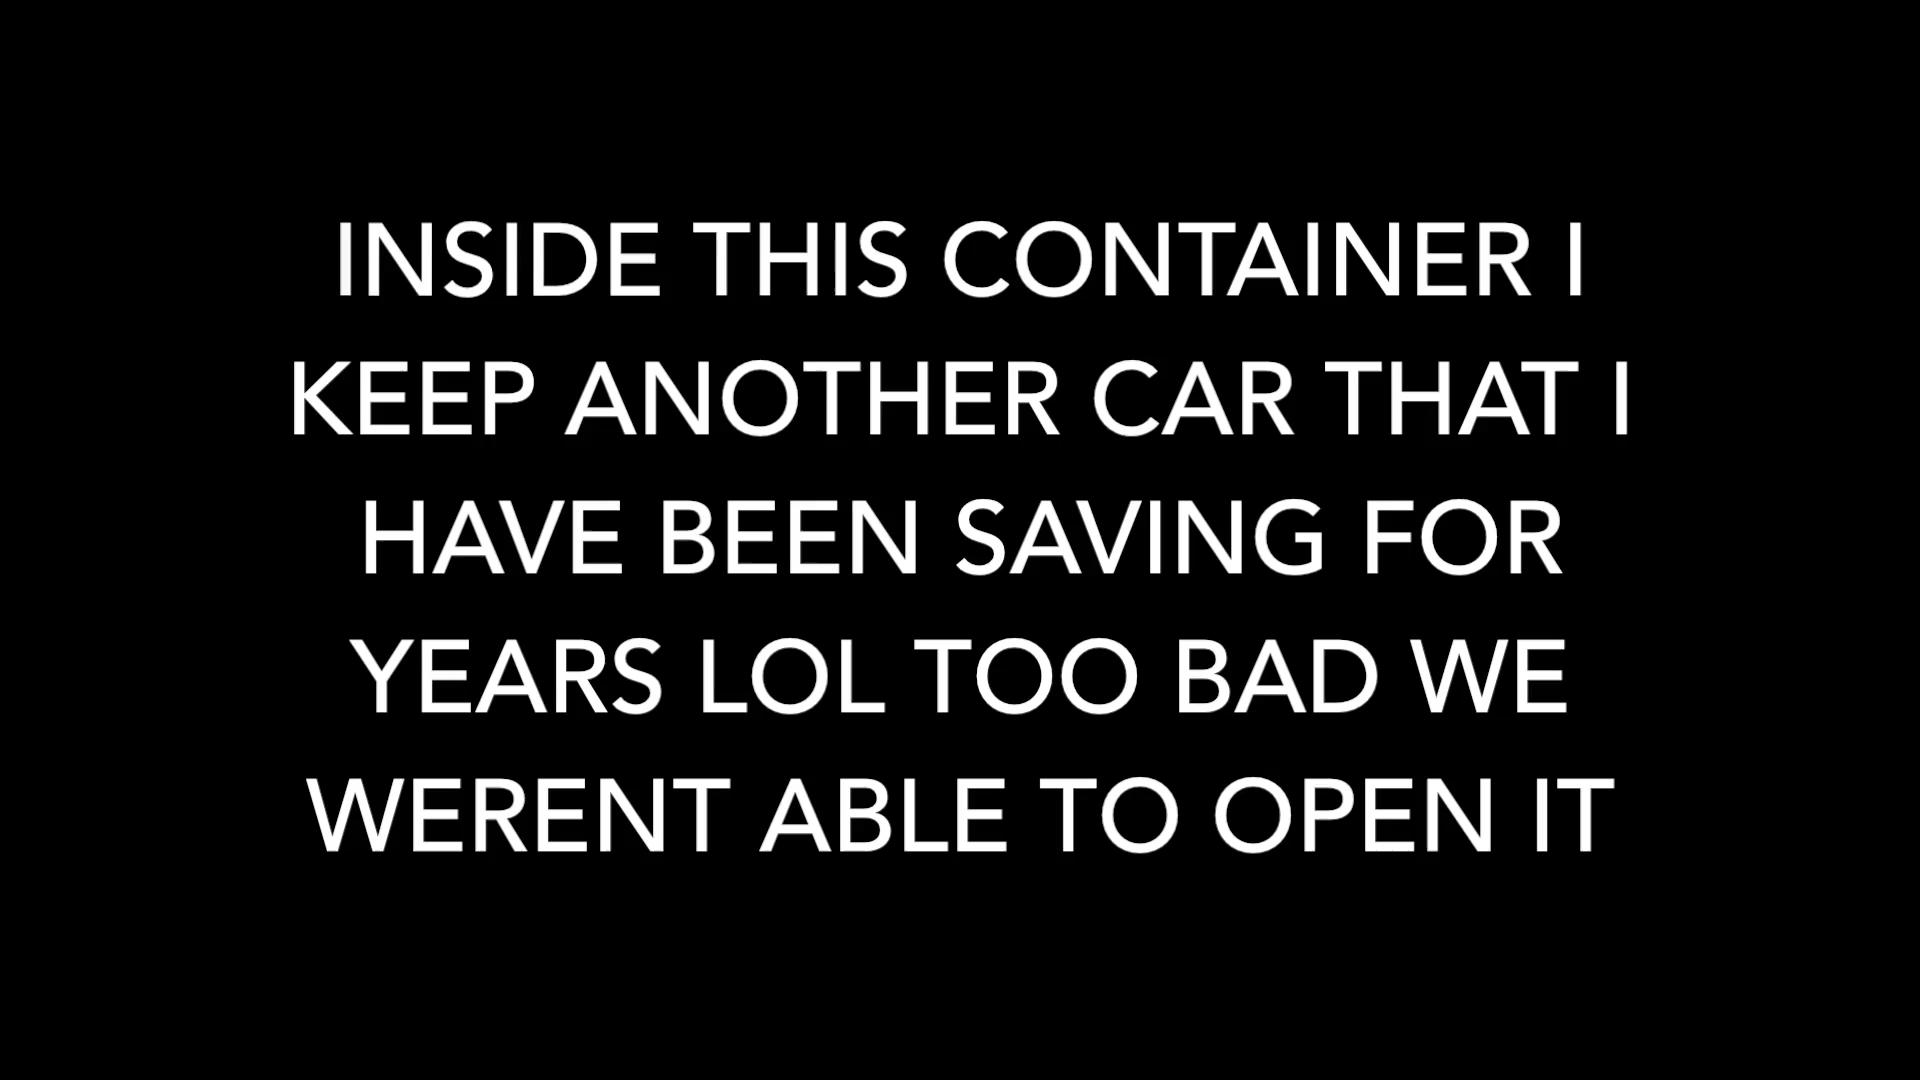 INSIDE THIS CONTAINER I
KEEP ANOTHER CAR THAT I
HAVE BEEN SAVING FOR
YEARS LOL TOO BAD WE
WERENT ABLE TO OPEN IT